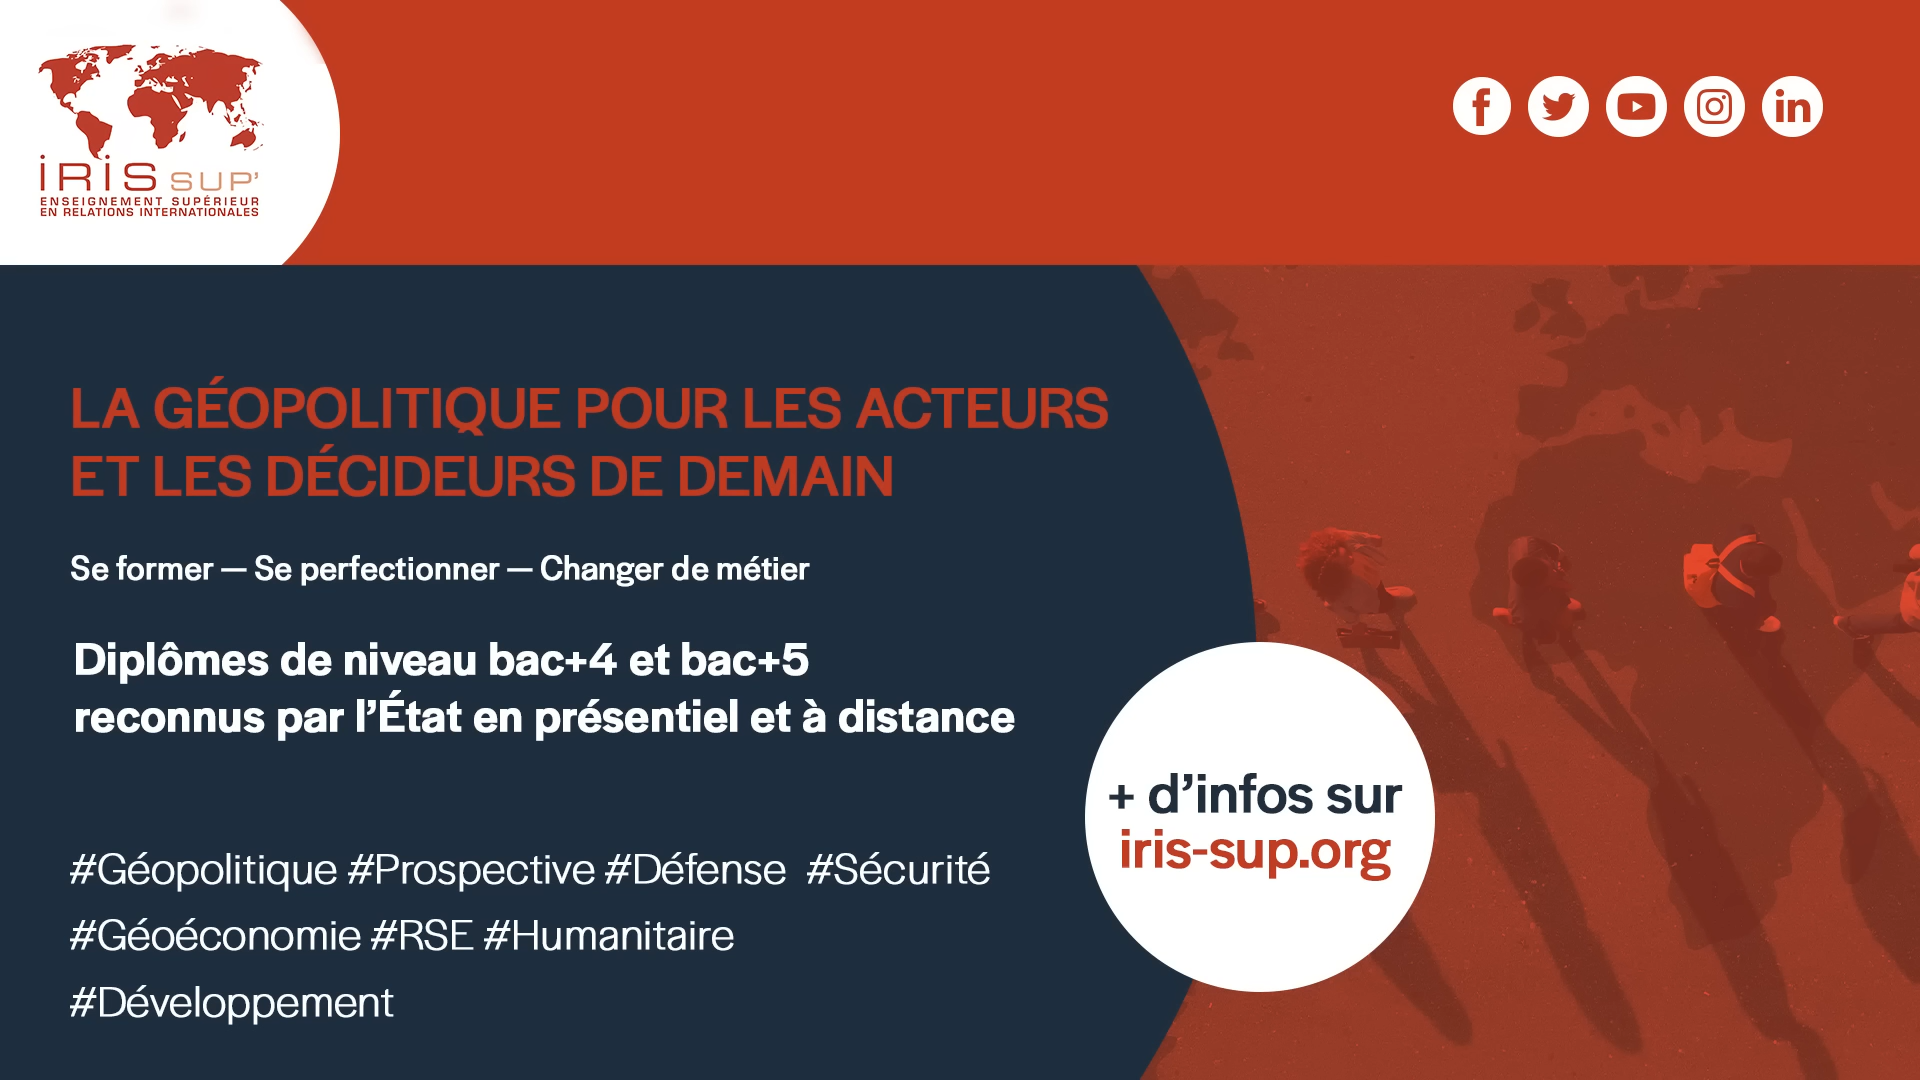 iRiS SUP'
ENSEIGNEMENT SUPÉRIEUR
EN RELATIONS INTERNATIONALES
LA GÉOPOLITIQUE POUR LES ACTEURS
ET LES DÉCIDEURS DE DEMAIN
Se former — Se perfectionner — Changer de métier
Diplômes de niveau bac+4 et bac+5
reconnus par l’État en présentiel et à distance
+ d’infos sur
iris-sup.org
#Géopolitique #Prospective #Défense #Sécurité
#Géoéconomie #RSE #Humanitaire
#Développement